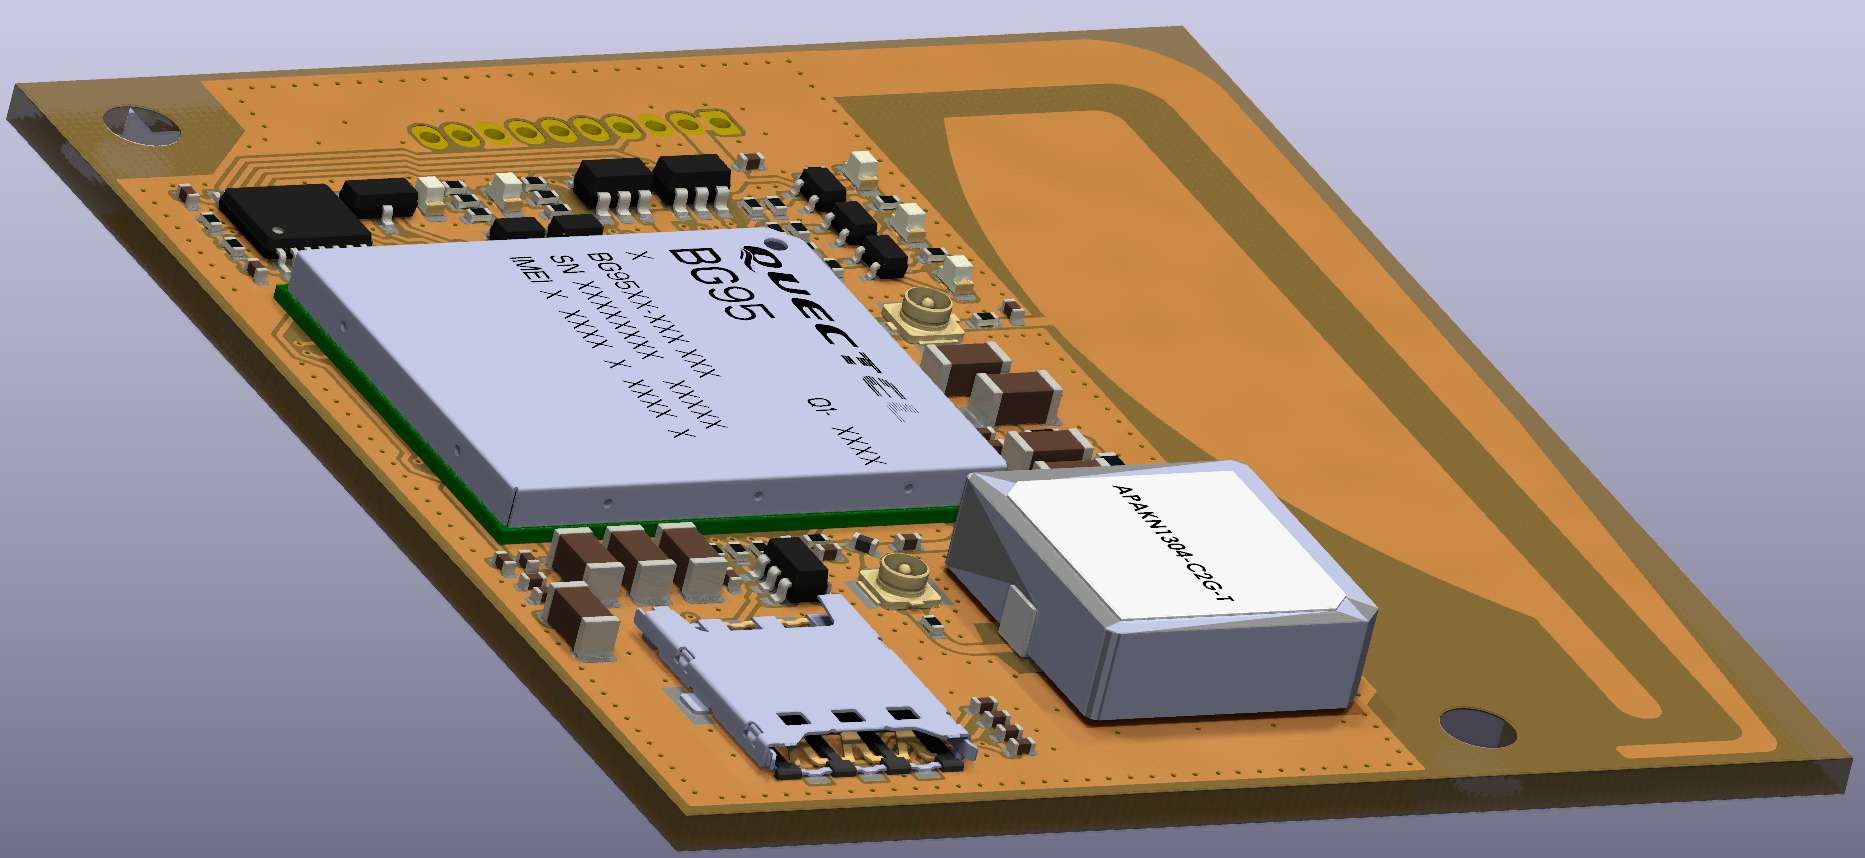 QUECTEL
BG95
Q1- XXXX
X
BG95XX-XXX XXX
SN XXXXXXXX XXXXX
IMEI X XXXX X XXXX X
APAKN1304-C2G-T